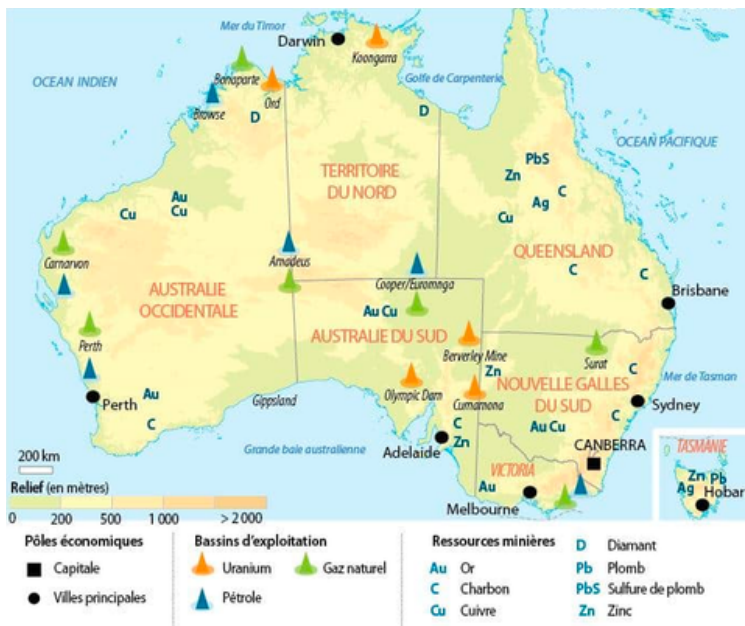 Mer du Timor
Darwin
Koongarra
OCEAN INDIEN
Bonaparte
Ord
Browse
Golfe de Carpenterie
D
D
OCEAN PACIFIQUE
TERRITOIRE
DU NORD
PbS
Zn
C
Ag
Cu
Au
Cu
Cu
QUEENSLAND
Carnarvon
Amadeus
Cooper/Euromnga
C
C
Brisbane
AUSTRALIE
OCCIDENTALE
Au Cu
AUSTRALIE DU SUD
Perth
Berverley Mine
Surat
Zn
C
Mer de Tasman
NOUVELLE GALLES
DU SUD
Olympic Dam
Cumamona
Gippsland
Perth
Au
C
C
Sydney
Au Cu
Adelaide
C
Zn
CANBERRA
Grande baie australienne
200 km
VICTORIA
Au
Melbourne
TASMANIE
Zn
Pb
Ag
Hobar
Relief (en mètres)
0 200 500 1 000 > 2 000
Pôles économiques
Capitale
Villes principales
Bassins d'exploitation
Uranium
Gaz naturel
Pétrole
Ressources minières
Au Or
C Charbon
Cu Cuivre
D Diamant
Pb Plomb
PbS Sulfure de plomb
Zn Zinc